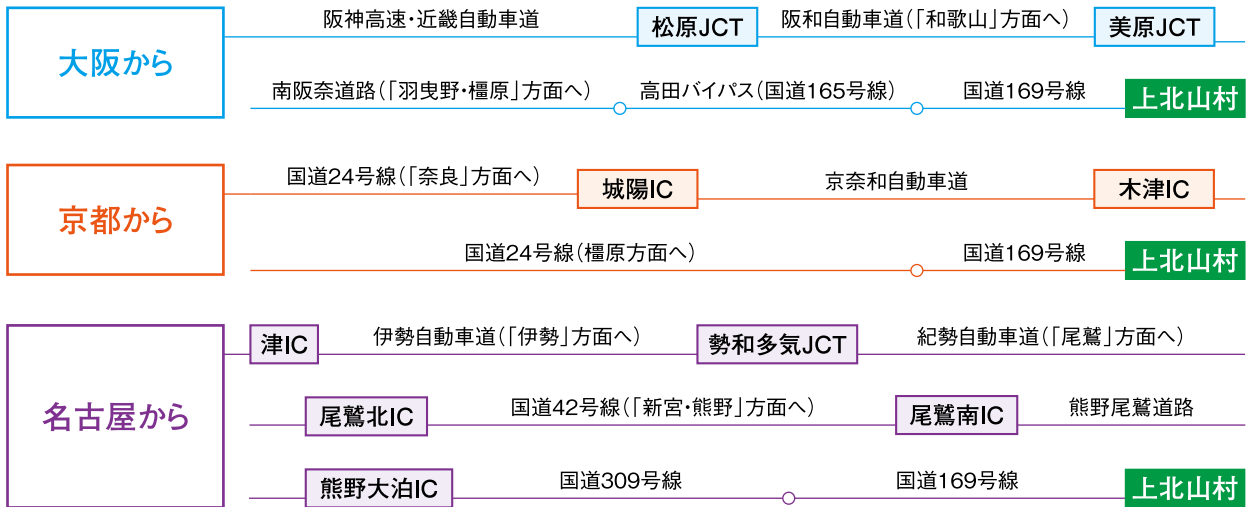 大阪から
阪神高速・近畿自動車道 松原JCT 阪和自動車道(「和歌山」方面へ) 美原JCT
南阪奈道路(「羽曳野・橿原」方面へ) 高田バイパス(国道165号線) 国道169号線 上北山村
京都から
国道24号線(「奈良」方面へ) 城陽IC 京奈和自動車道 木津IC
国道24号線(橿原方面へ) 国道169号線 上北山村
名古屋から
津IC 伊勢自動車道(「伊勢」方面へ) 勢和多気JCT 紀勢自動車道(「尾鷲」方面へ)
尾鷲北IC 国道42号線(「新宮・熊野」方面へ) 尾鷲南IC 熊野尾鷲道路
熊野大泊IC 国道309号線 国道169号線 上北山村